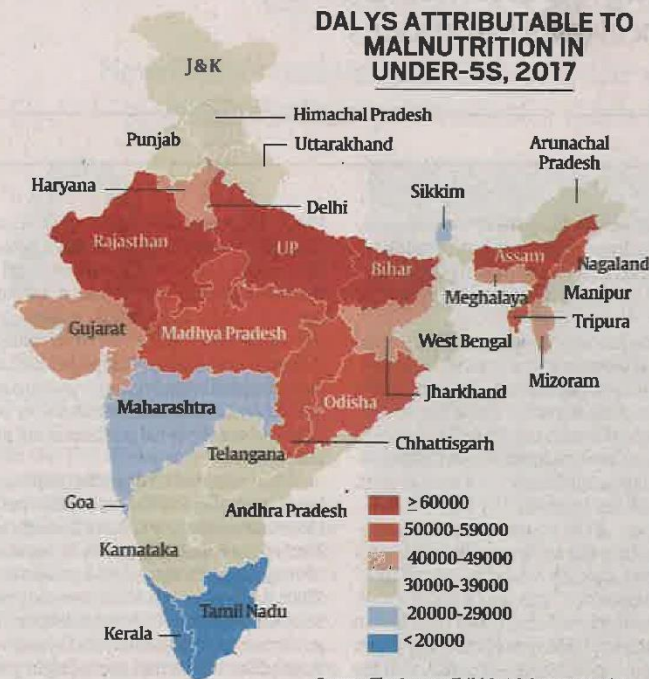 DALYS ATTRIBUTABLE TO
MALNUTRITION IN
UNDER-5S, 2017
J&K
Himachal Pradesh
Punjab
Uttarakhand
Arunachal
Pradesh
Haryana
Delhi
Sikkim
Rajasthan
UP
Bihar
Assam
Nagaland
Meghalaya
Manipur
Gujarat
Madhya Pradesh
Tripura
West Bengal
Mizoram
Jharkhand
Maharashtra
Odisha
Chhattisgarh
Telangana
Goa
Andhra Pradesh
Karnataka
Tamil Nadu
Kerala
≥60000
50000-59000
40000-49000
30000-39000
20000-29000
<20000